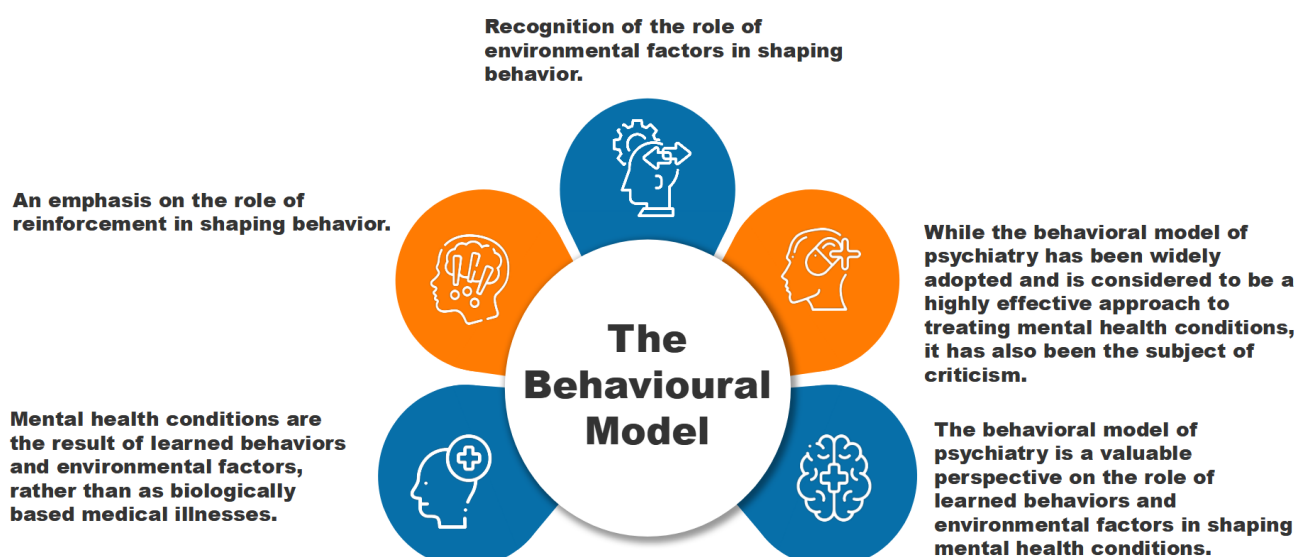 Recognition of the role of
environmental factors in shaping
behavior.
An emphasis on the role of
reinforcement in shaping behavior.
While the behavioral model of
psychiatry has been widely
adopted and is considered to be a
highly effective approach to
treating mental health conditions,
it has also been the subject of
criticism.
The
Behavioural
Model
Mental health conditions are
the result of learned behaviors
and environmental factors,
rather than as biologically
based medical illnesses.
The behavioral model of
psychiatry is a valuable
perspective on the role of
learned behaviors and
environmental factors in shaping
mental health conditions.